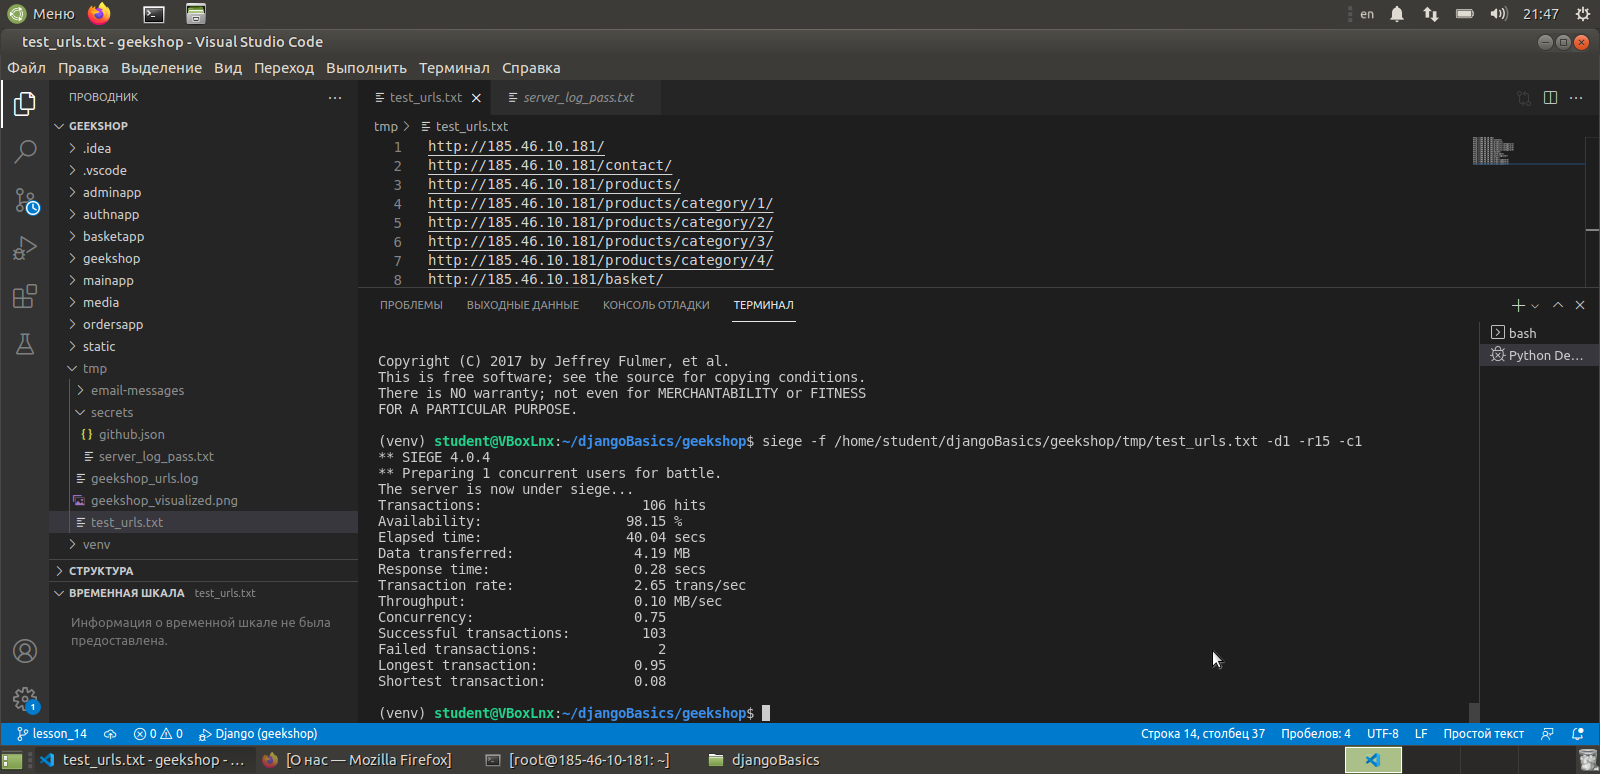 Меню
en
21:47
test_urls.txt - geekshop - Visual Studio Code
Файл Правка Выделение Вид Переход Выполнить Терминал Справка
ПРОВОДНИК
GEEKSHOP
.idea
.vscode
adminapp
authnapp
basketapp
geekshop
mainapp
media
ordersapp
static
tmp
email-messages
secrets
github.json
server_log_pass.txt
geekshop_urls.log
geekshop_visualized.png
test_urls.txt
venv
СТРУКТУРА
ВРЕМЕННАЯ ШКАЛА test_urls.txt
Информация о временной шкале не была
предоставлена.
1
test_urls.txt
server_log_pass.txt
tmp > test_urls.txt
1 http://185.46.10.181/
2 http://185.46.10.181/contact/
3 http://185.46.10.181/products/
4 http://185.46.10.181/products/category/1/
5 http://185.46.10.181/products/category/2/
6 http://185.46.10.181/products/category/3/
7 http://185.46.10.181/products/category/4/
8 http://185.46.10.181/basket/
ПРОБЛЕМЫ ВЫХОДНЫЕ ДАННЫЕ КОНСОЛЬ ОТЛАДКИ ТЕРМИНАЛ
bash
Python De...
Copyright (C) 2017 by Jeffrey Fulmer, et al.
This is free software; see the source for copying conditions.
There is NO warranty; not even for MERCHANTABILITY or FITNESS
FOR A PARTICULAR PURPOSE.
(venv) student@VBoxLnx:~/djangoBasics/geekshop$ siege -f /home/student/djangoBasics/geekshop/tmp/test_urls.txt -d1 -r15 -c1
** SIEGE 4.0.4
** Preparing 1 concurrent users for battle.
The server is now under siege...
Transactions: 106 hits
Availability: 98.15 %
Elapsed time: 40.04 secs
Data transferred: 4.19 MB
Response time: 0.28 secs
Transaction rate: 2.65 trans/sec
Throughput: 0.10 MB/sec
Concurrency: 0.75
Successful transactions: 103
Failed transactions: 2
Longest transaction: 0.95
Shortest transaction: 0.08
(venv) student@VBoxLnx:~/djangoBasics/geekshop$
lesson_14 0 0 Django (geekshop)
Строка 14, столбец 37 Пробелов: 4 UTF-8 LF Простой текст
test_urls.txt - geekshop - ...
[О нас — Mozilla Firefox]
[root@185-46-10-181: ~]
djangoBasics